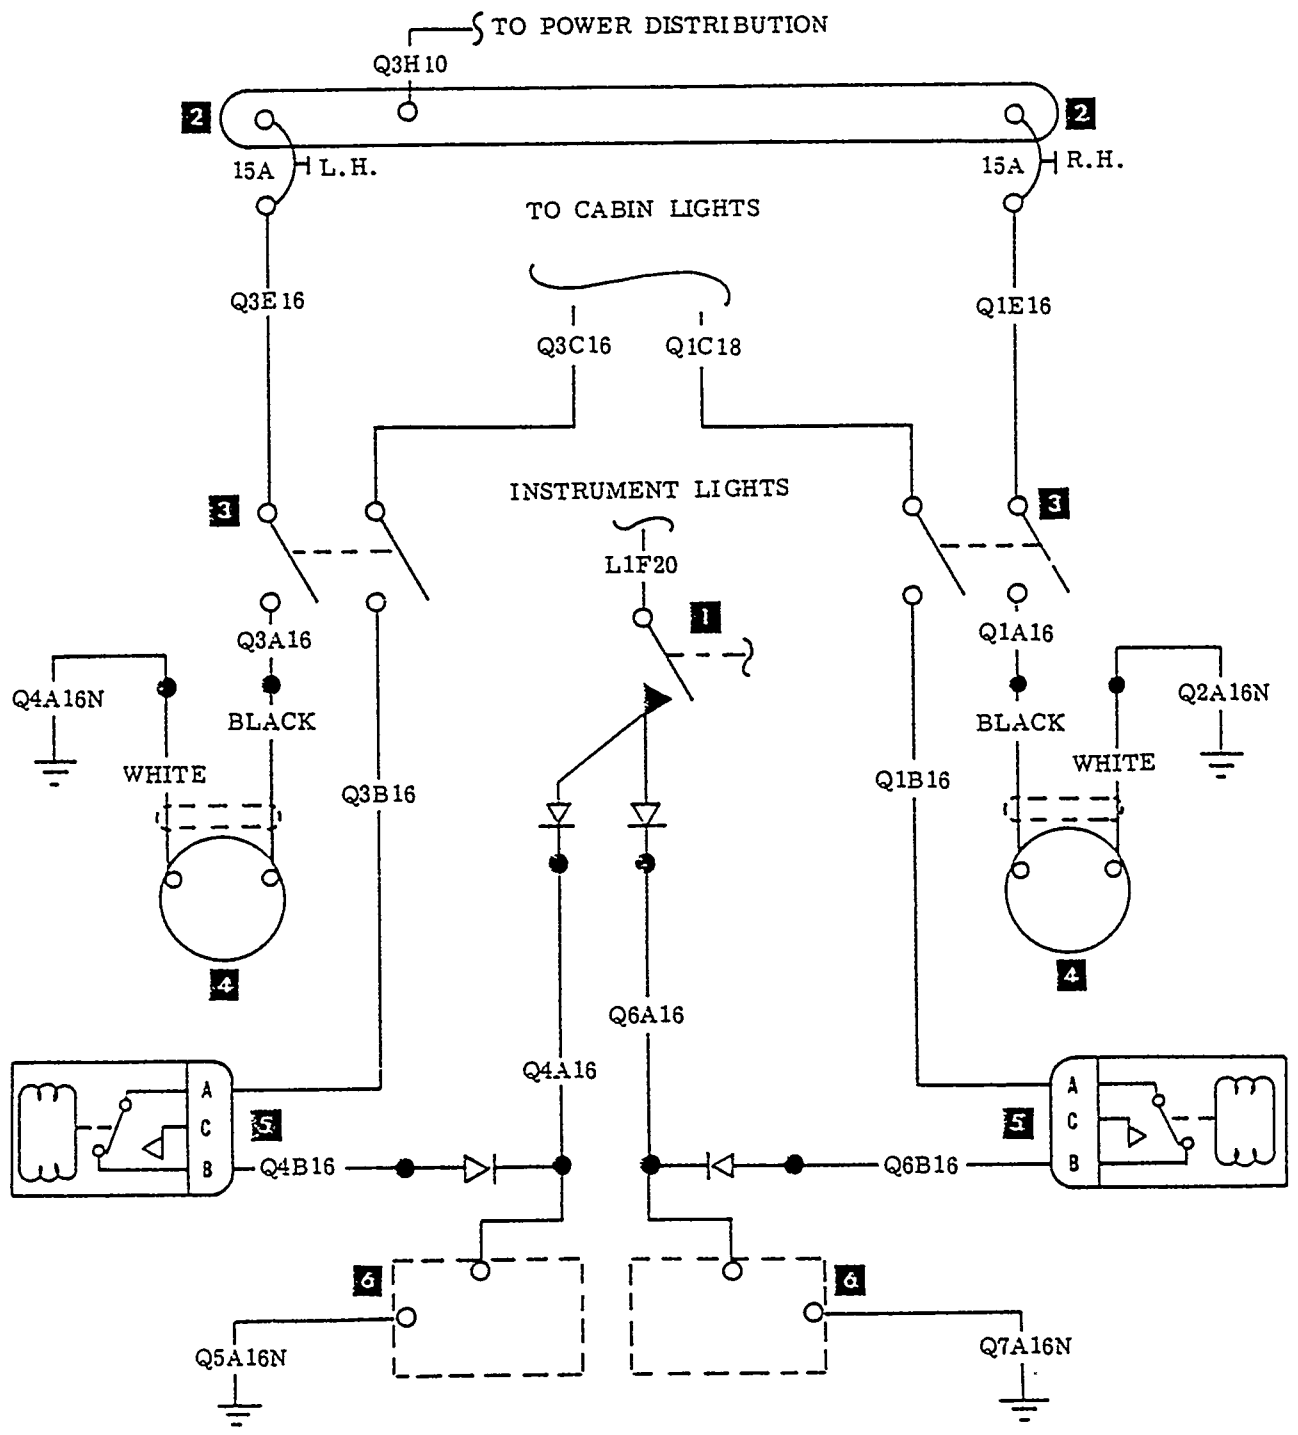 TO POWER DISTRIBUTION
Q3H10
2
2
15A
L.H.
15A
R.H.
TO CABIN LIGHTS
Q3E16
Q1E16
Q3C16
Q1C18
INSTRUMENT LIGHTS
3
3
L1F20
1
Q3A16
Q1A16
Q4A16N
Q2A16N
BLACK
BLACK
WHITE
WHITE
Q3B16
Q1B16
4
4
Q6A16
Q4A16
A
C
B
5
5
A
C
B
Q4B16
Q6B16
6
6
Q5A16N
Q7A16N